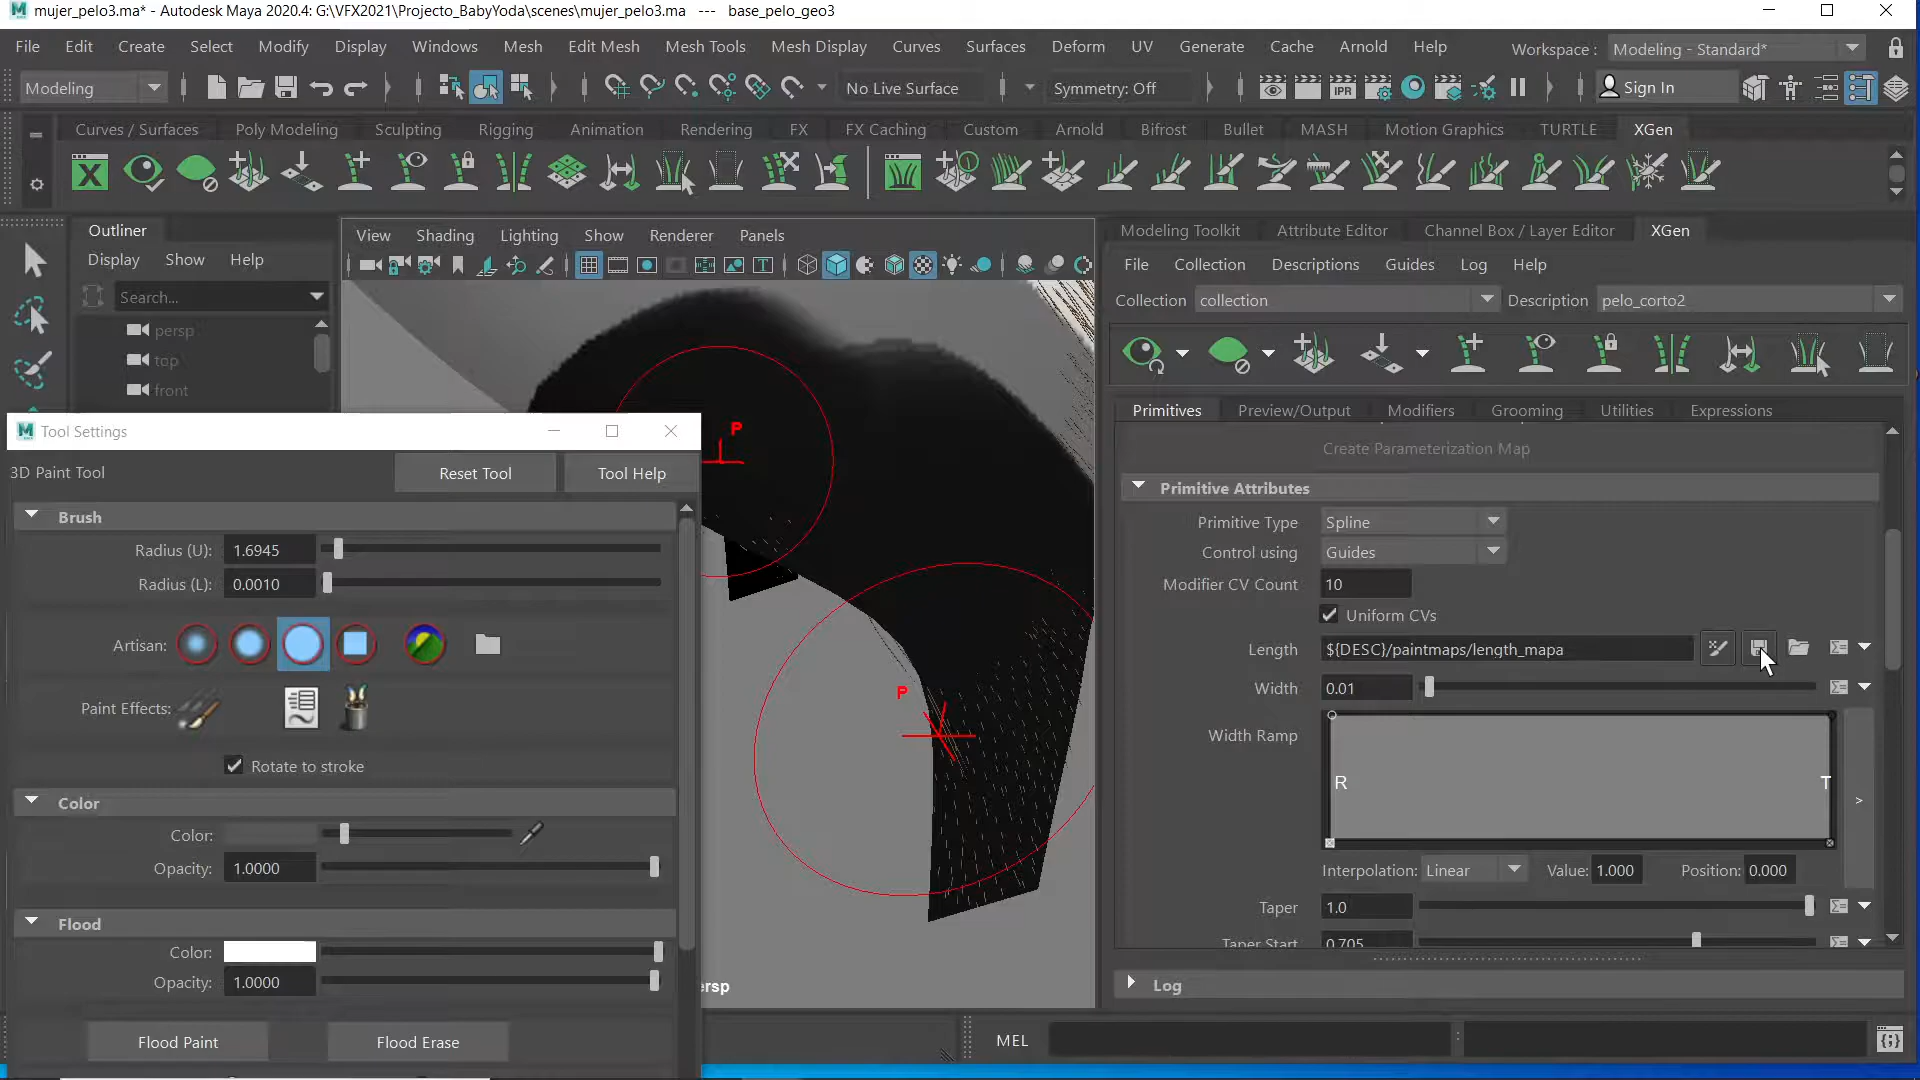 mujer_pelo3.ma* - Autodesk Maya 2020.4: G:\VFX2021\Projecto_BabyYoda\scenes\mujer_pelo3.ma --- base_pelo_geo3
File Edit Create Select Modify Display Windows Mesh Edit Mesh Mesh Tools Mesh Display Curves Surfaces Deform UV Generate Cache Arnold Help Workspace : Modeling - Standard*
Modeling No Live Surface Symmetry: Off IPR Sign In
Curves / Surfaces Poly Modeling Sculpting Rigging Animation Rendering FX FX Caching Custom Arnold Bifrost Bullet MASH Motion Graphics TURTLE XGen
Outliner
Display Show Help
Search...
persp
top
front
View Shading Lighting Show Renderer Panels
Modeling Toolkit Attribute Editor Channel Box / Layer Editor XGen
File Collection Descriptions Guides Log Help
Collection collection Description pelo_corto2
Primitives Preview/Output Modifiers Grooming Utilities Expressions
Create Parameterization Map
Primitive Attributes
Primitive Type Spline
Control using Guides
Modifier CV Count 10
Uniform CVs
Length ${DESC}/paintmaps/length_mapa
Width 0.01
Width Ramp
R T
>
Interpolation: Linear Value: 1.000 Position: 0.000
Taper 1.0
Taper Start 0.705
Log
MEL
Tool Settings
3D Paint Tool Reset Tool Tool Help
Brush
Radius (U): 1.6945
Radius (L): 0.0010
Artisan:
Paint Effects:
Rotate to stroke
Color
Color:
Opacity: 1.0000
Flood
Color:
Opacity: 1.0000
Flood Paint Flood Erase
P
P
ersp